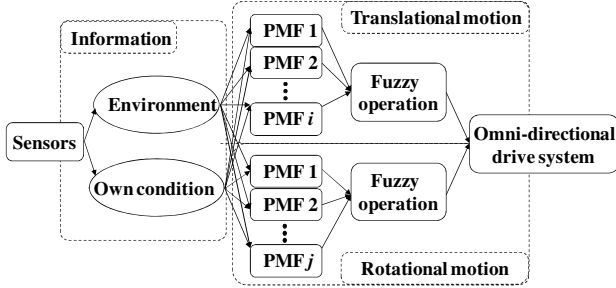 Information
Translational motion
PMF 1
PMF 2
PMF i
Fuzzy
operation
Environment
Sensors
Own condition
Omni-directional
drive system
PMF 1
PMF 2
PMF j
Fuzzy
operation
Rotational motion